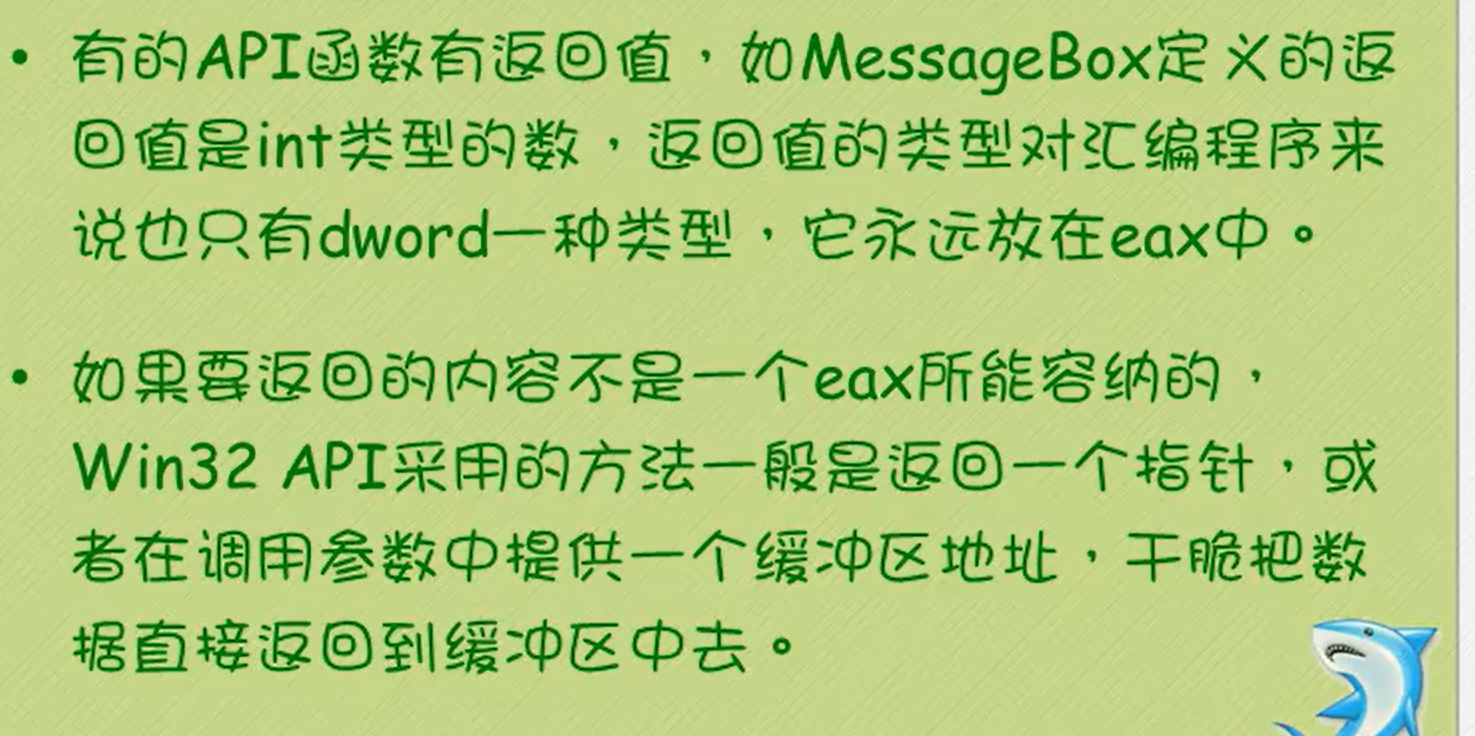 • 有的API函数有返回值，如MessageBox定义的返
回值是int类型的数，返回值的类型对汇编程序来
说也只有dword一种类型，它永远放在eax中。
• 如果要返回的内容不是一个eax所能容纳的，
Win32 API采用的方法一般是返回一个指针，或
者在调用参数中提供一个缓冲区地址，干脆把数
据直接返回到缓冲区中去。